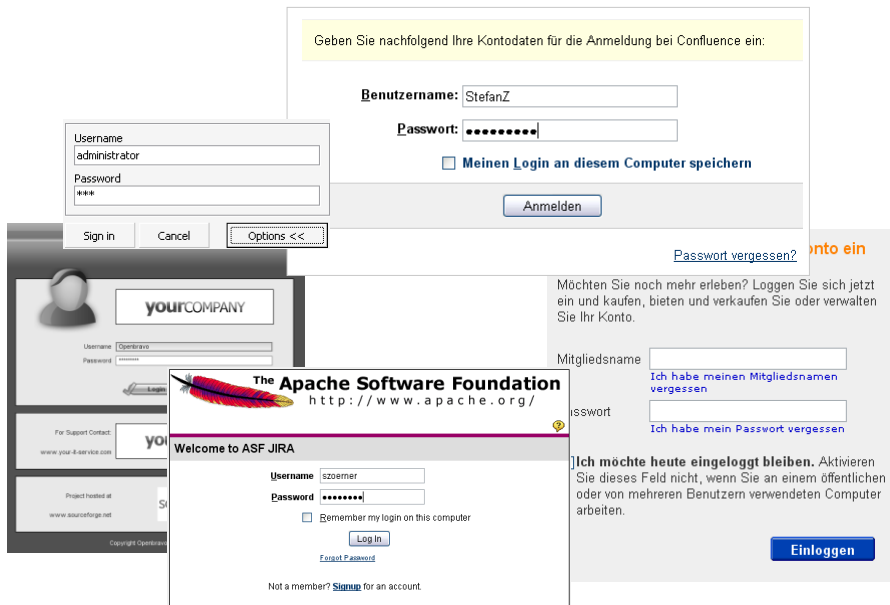 Geben Sie nachfolgend Ihre Kontodaten für die Anmeldung bei Confluence ein:
Benutzername: StefanZ
Passwort: •••••••••
Meinen Login an diesem Computer speichern
Anmelden
Passwort vergessen?
Username
administrator
Password
***
Sign in Cancel Options <<
yourCOMPANY
Username Openbravo
Password *********
Login
For Support Contact:
www.your-it-service.com
Project hosted at
www.sourceforge.net
Copyright Openbravo
The Apache Software Foundation
http://www.apache.org/
Welcome to ASF JIRA
Username szoerner
Password ••••••••
Remember my login on this computer
Log In
Forgot Password
Not a member? Signup for an account.
ein
Möchten Sie noch mehr erleben? Loggen Sie sich jetzt
ein und kaufen, bieten und verkaufen Sie oder verwalten
Sie Ihr Konto.
Mitgliedsname
Ich habe meinen Mitgliedsnamen
vergessen
Ich habe mein Passwort vergessen
Ich möchte heute eingeloggt bleiben. Aktivieren
Sie dieses Feld nicht, wenn Sie an einem öffentlichen
oder von mehreren Benutzern verwendeten Computer
arbeiten.
Einloggen